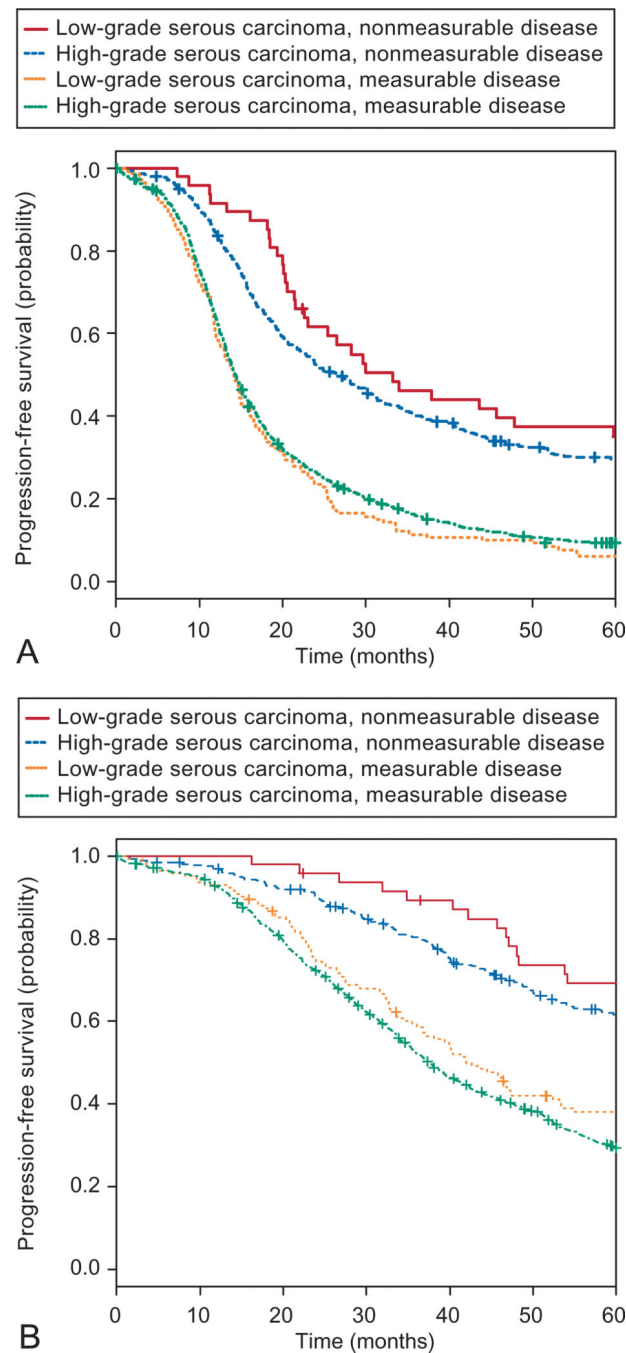 Low-grade serous carcinoma, nonmeasurable disease
High-grade serous carcinoma, nonmeasurable disease
Low-grade serous carcinoma, measurable disease
High-grade serous carcinoma, measurable disease
Progression-free survival (probability)
1.0
0.8
0.6
0.4
0.2
0.0
0 10 20 30 40 50 60
Time (months)
A
Low-grade serous carcinoma, nonmeasurable disease
High-grade serous carcinoma, nonmeasurable disease
Low-grade serous carcinoma, measurable disease
High-grade serous carcinoma, measurable disease
Progression-free survival (probability)
1.0
0.8
0.6
0.4
0.2
0.0
0 10 20 30 40 50 60
Time (months)
B